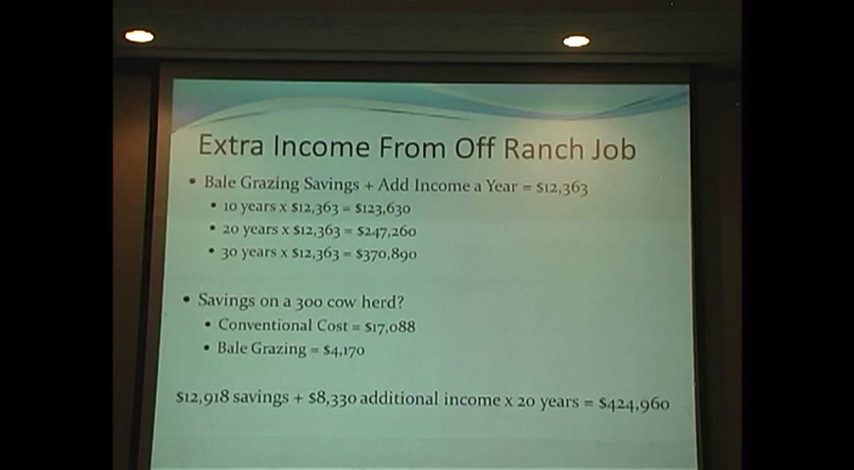 Extra Income From Off Ranch Job
• Bale Grazing Savings + Add Income a Year = $12,363
• 10 years x $12,363 = $123,630
• 20 years x $12,363 = $247,260
• 30 years x $12,363 = $370,890
• Savings on a 300 cow herd?
• Conventional Cost = $17,088
• Bale Grazing = $4,170
$12,918 savings + $8,330 additional income x 20 years = $424,960